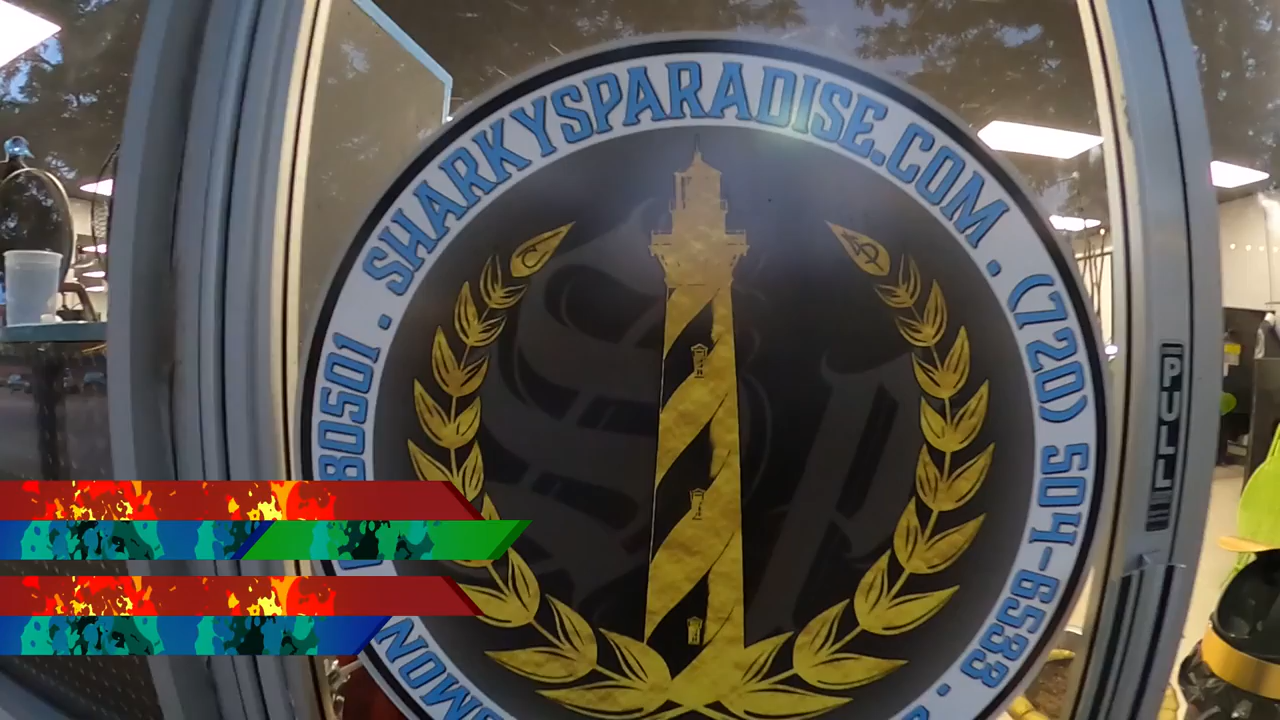 SHARKYSPARADISE.COM . (720) 504-6533 .
80501 .
PULL